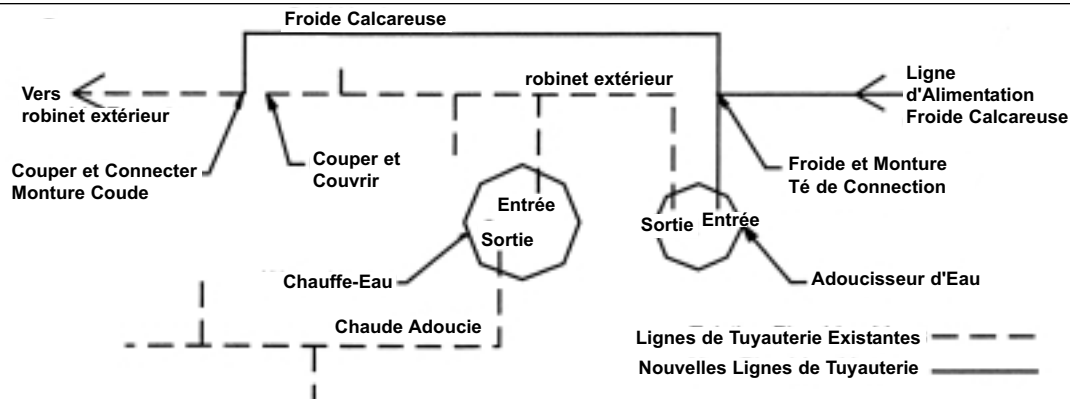 Froide Calcareuse
Vers
robinet extérieur
robinet extérieur
Ligne
d'Alimentation
Froide Calcareuse
Couper et Connecter
Monture Coude
Couper et
Couvrir
Froide et Monture
Té de Connection
Entrée
Sortie
Sortie
Entrée
Chauffe-Eau
Adoucisseur d'Eau
Chaude Adoucie
Lignes de Tuyauterie Existantes
Nouvelles Lignes de Tuyauterie